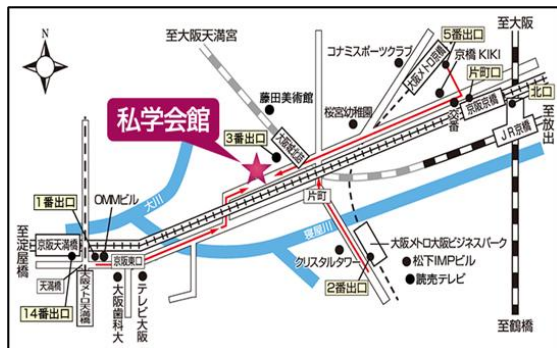 至大阪
5番出口
コナミスポーツクラブ
大阪メトロ京橋
京橋 KIKI
至大阪天満宮
片町口
北口
藤田美術館
桜宮幼稚園
交番
京阪京橋
JR京橋
至放出
私学会館
3番出口
大阪城北詰
片町
1番出口
OMMビル
大川
寝屋川
至淀屋橋
京阪天満橋
京阪東口
天満橋
大阪メトロ天満橋
14番出口
大阪歯科大
テレビ大阪
クリスタルタワー
2番出口
大阪メトロ大阪ビジネスパーク
松下IMPビル
読売テレビ
至鶴橋